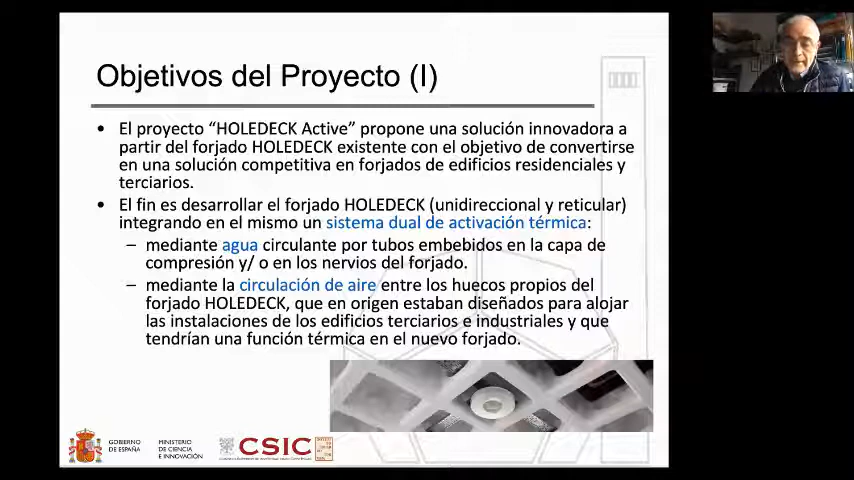 Objetivos del Proyecto (I)
• El proyecto “HOLEDECK Active” propone una solución innovadora a
partir del forjado HOLEDECK existente con el objetivo de convertirse
en una solución competitiva en forjados de edificios residenciales y
terciarios.
• El fin es desarrollar el forjado HOLEDECK (unidireccional y reticular)
integrando en el mismo un sistema dual de activación térmica:
– mediante agua circulante por tubos embebidos en la capa de
compresión y/ o en los nervios del forjado.
– mediante la circulación de aire entre los huecos propios del
forjado HOLEDECK, que en origen estaban diseñados para alojar
las instalaciones de los edificios terciarios e industriales y que
tendrían una función térmica en el nuevo forjado.
GOBIERNO
DE ESPAÑA
MINISTERIO
DE CIENCIA
E INNOVACIÓN
CSIC